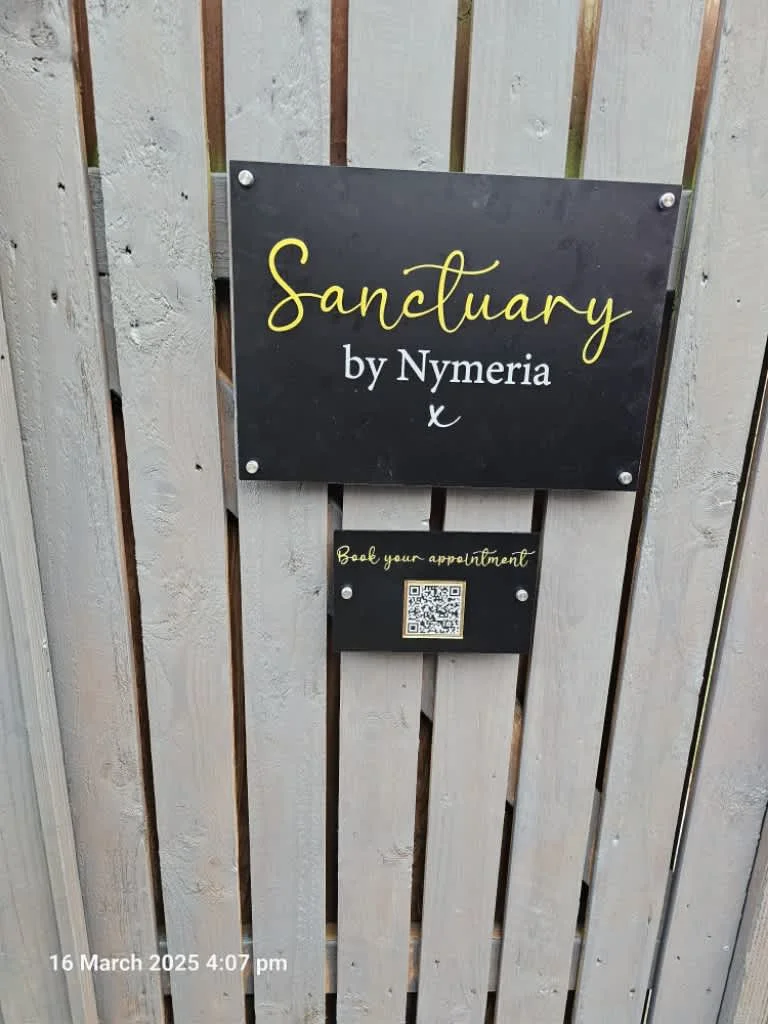 Sanctuary
by Nymeria
x
Book your appointment
16 March 2025 4:07 pm